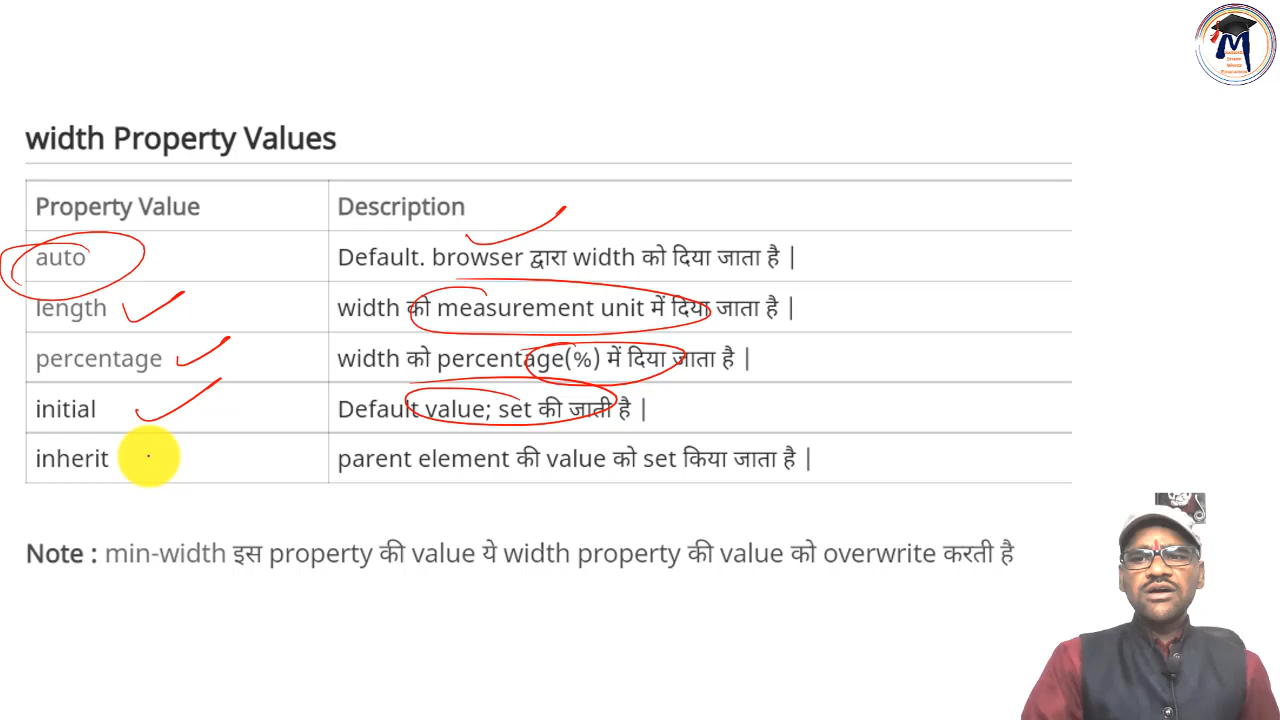 width Property Values
Property Value Description
auto Default. browser द्वारा width को दिया जाता है |
length width को measurement unit में दिया जाता है |
percentage width को percentage(%) में दिया जाता है |
initial Default value; set की जाती है |
inherit parent element की value को set किया जाता है |
Note : min-width इस property की value ये width property की value को overwrite करती है